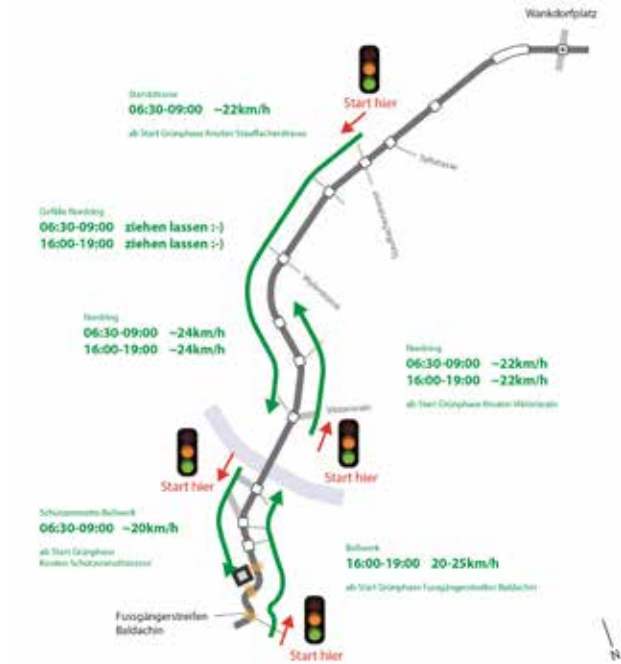 Wankdorfplatz
Start hier
Standstrasse
06:30-09:00 ~22km/h
ab Start Grünphase Knoten Stauffacherstrasse
Tellstrasse
Stauffacherstrasse
Gefälle Nordring
06:30-09:00 ziehen lassen :-)
16:00-19:00 ziehen lassen :-)
Nordring
06:30-09:00 ~24km/h
16:00-19:00 ~24km/h
Nordring
06:30-09:00 ~22km/h
16:00-19:00 ~22km/h
ab Start Grünphase Knoten Viktoriarain
Viktoriarain
Start hier
Start hier
Schützenmatte-Bollwerk
06:30-09:00 ~20km/h
ab Start Grünphase
Knoten Schützenmattstrasse
Bollwerk
16:00-19:00 20-25km/h
ab Start Grünphase Fussgängerstreifen Baldachin
Fussgängerstreifen
Baldachin
Start hier
N